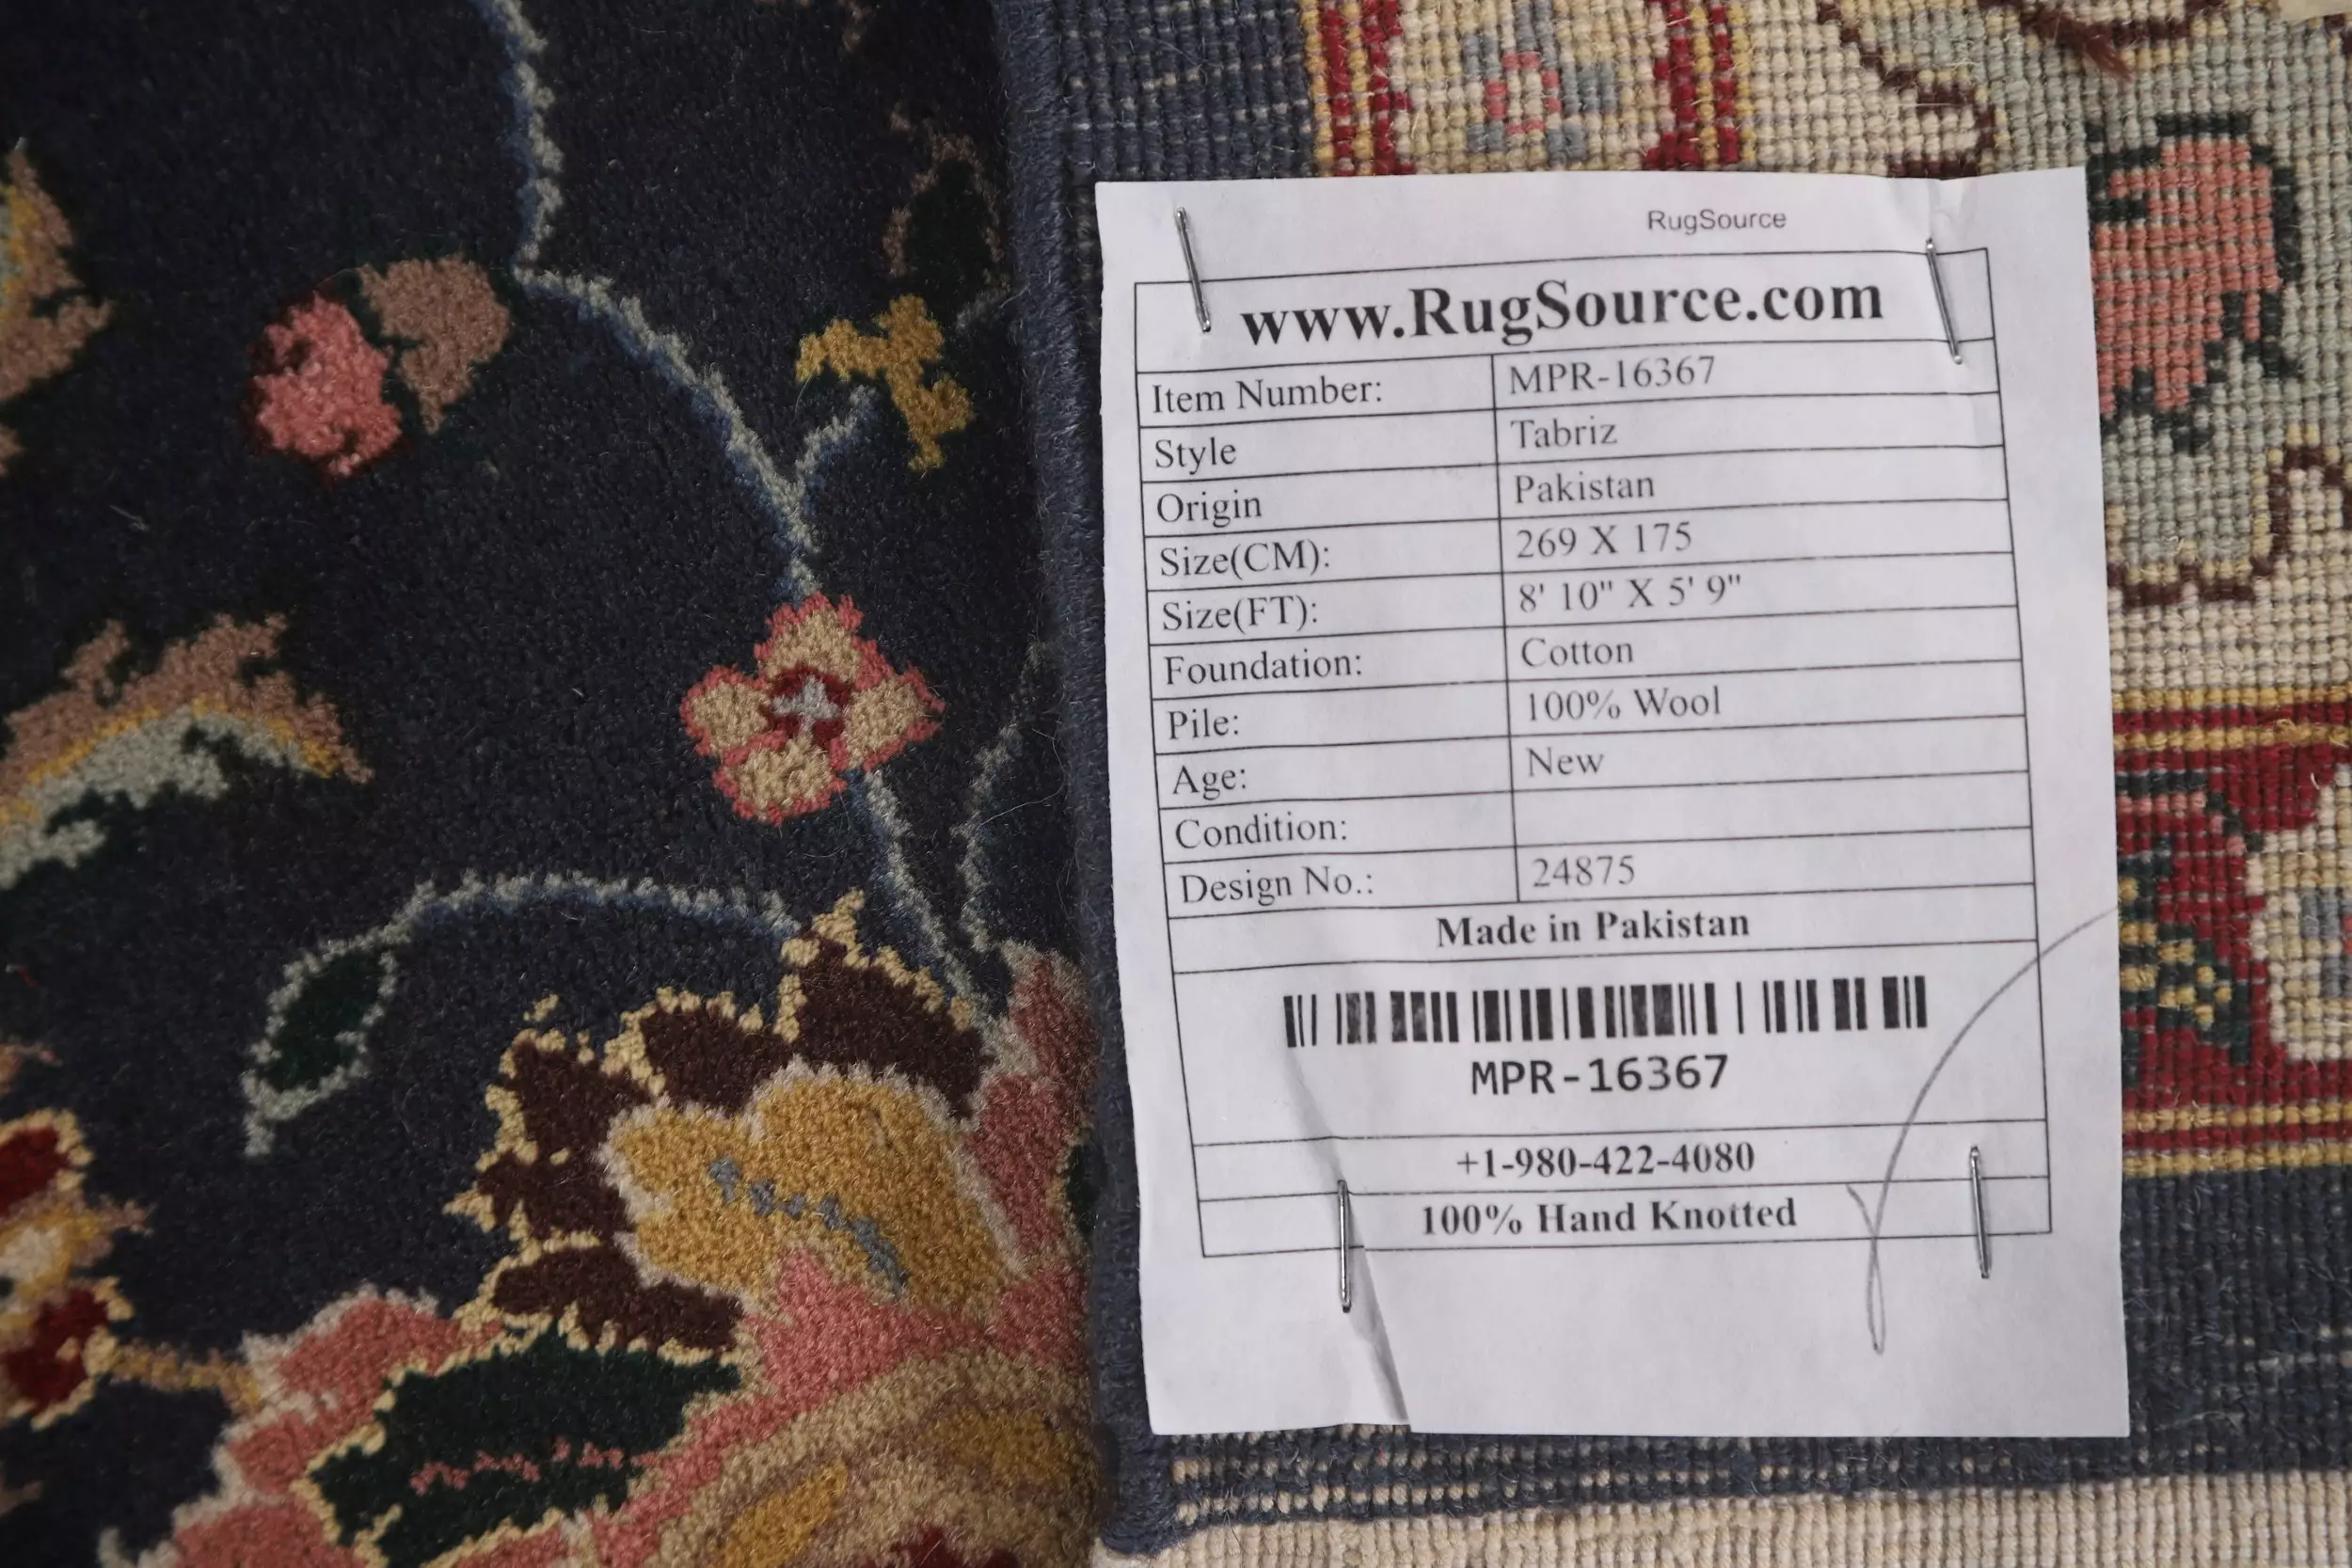 RugSource
www.RugSource.com
Item Number: MPR-16367
Style Tabriz
Origin Pakistan
Size(CM): 269 X 175
Size(FT): 8' 10" X 5' 9"
Foundation: Cotton
Pile: 100% Wool
Age: New
Condition:
Design No.: 24875
Made in Pakistan
MPR-16367
+1-980-422-4080
100% Hand Knotted